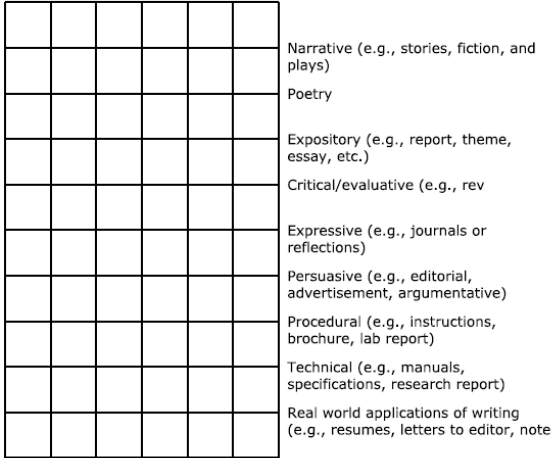 Narrative (e.g., stories, fiction, and
plays)
Poetry
Expository (e.g., report, theme,
essay, etc.)
Critical/evaluative (e.g., rev
Expressive (e.g., journals or
reflections)
Persuasive (e.g., editorial,
advertisement, argumentative)
Procedural (e.g., instructions,
brochure, lab report)
Technical (e.g., manuals,
specifications, research report)
Real world applications of writing
(e.g., resumes, letters to editor, note